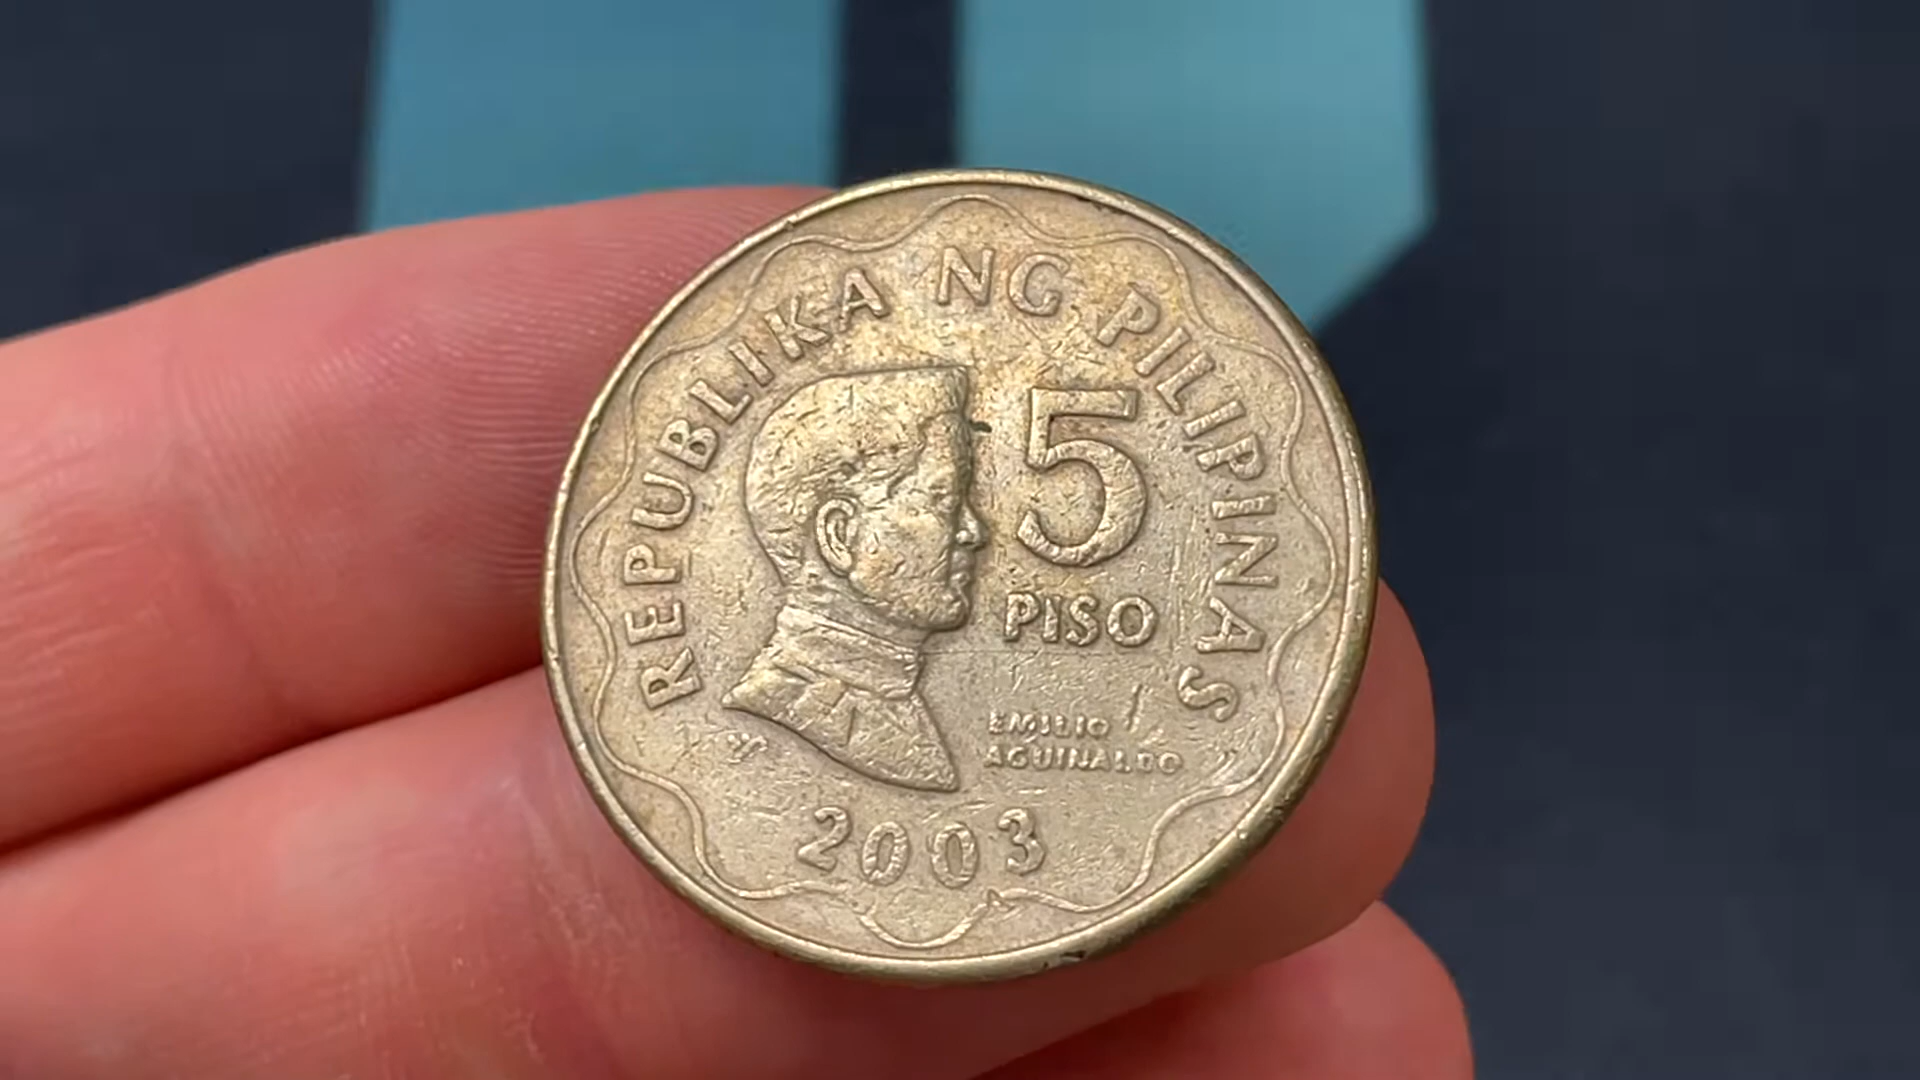 REPUBLIKA NG PILIPINAS
5
PISO
EMILIO
AGUINALDO
2003